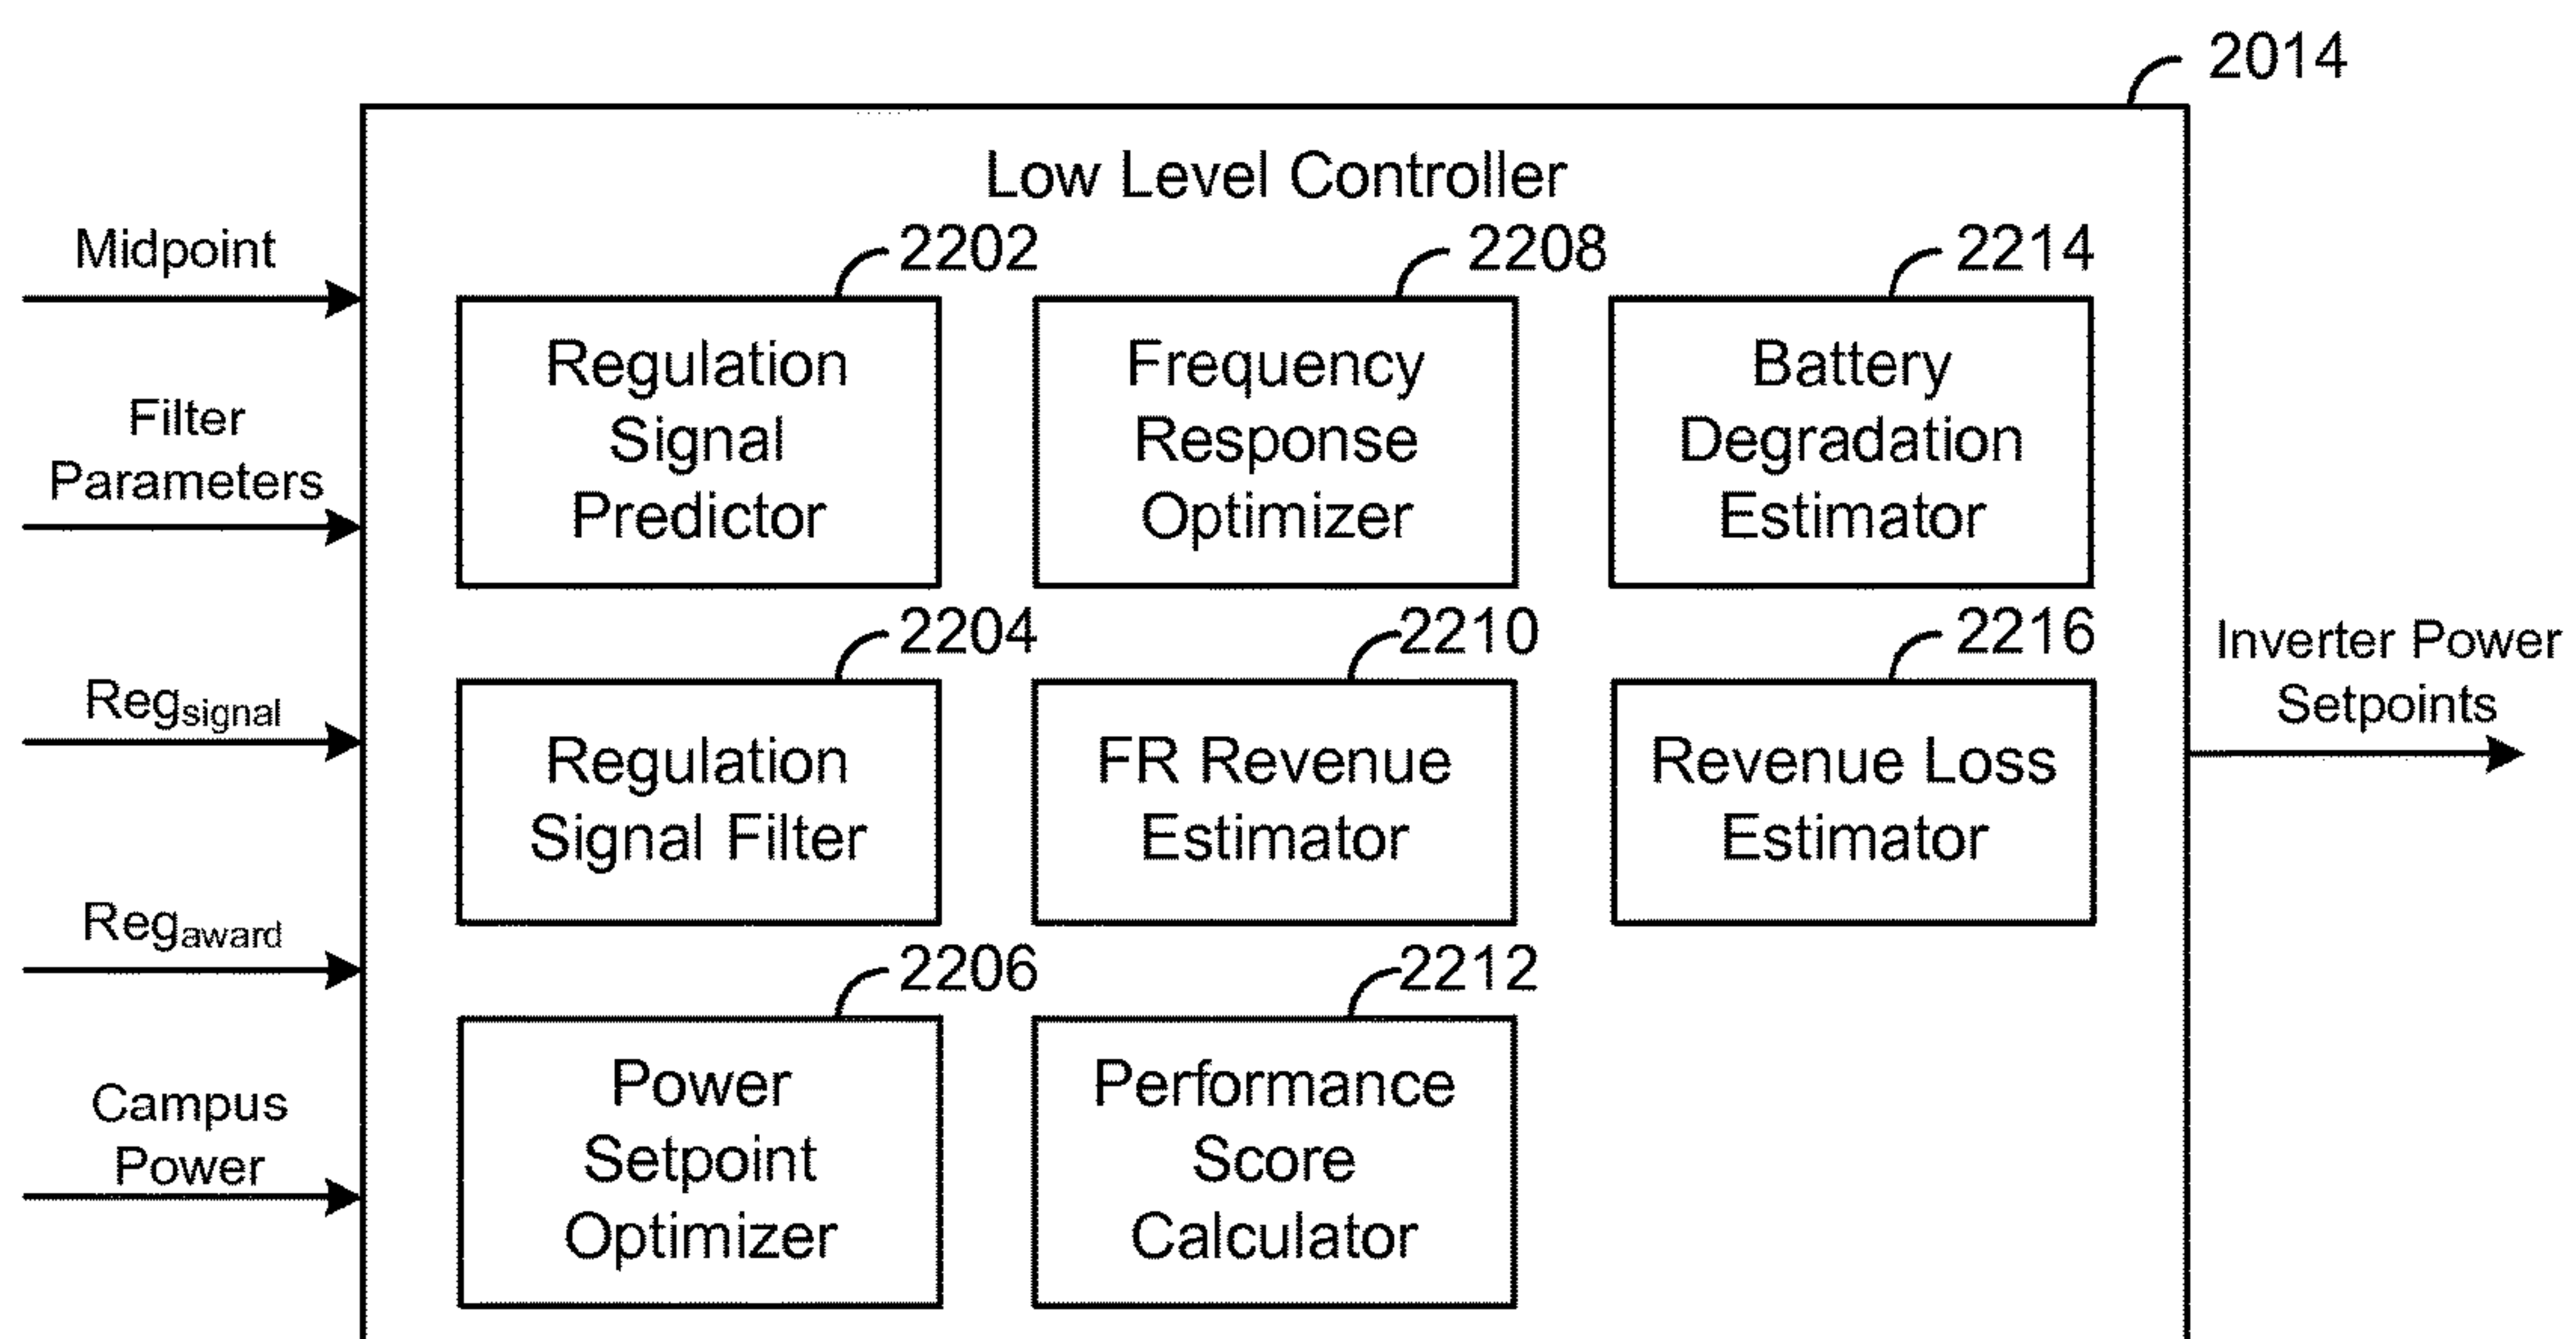 2014
Low Level Controller
Midpoint
Filter
Parameters
Reg_signal
Reg_award
Campus
Power
2202
Regulation
Signal
Predictor
2208
Frequency
Response
Optimizer
2214
Battery
Degradation
Estimator
2204
Regulation
Signal Filter
2210
FR Revenue
Estimator
2216
Revenue Loss
Estimator
2206
Power
Setpoint
Optimizer
2212
Performance
Score
Calculator
Inverter Power
Setpoints